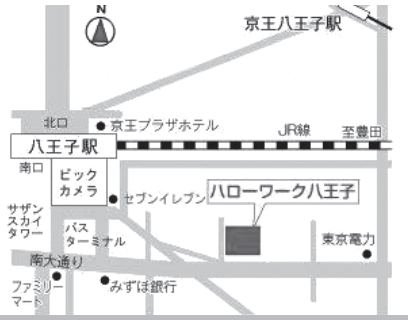 N
京王八王子駅
北口
京王プラザホテル
JR線
至豊田
八王子駅
南口
ビック
カメラ
セブンイレブン
ハローワーク八王子
サザン
スカイ
タワー
バス
ターミナル
東京電力
南大通り
ファミリー
マート
みずほ銀行